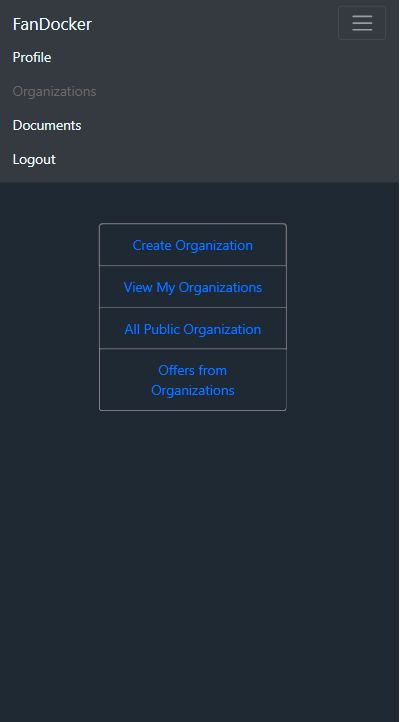 FanDocker
Profile
Organizations
Documents
Logout
Create Organization
View My Organizations
All Public Organization
Offers from
Organizations